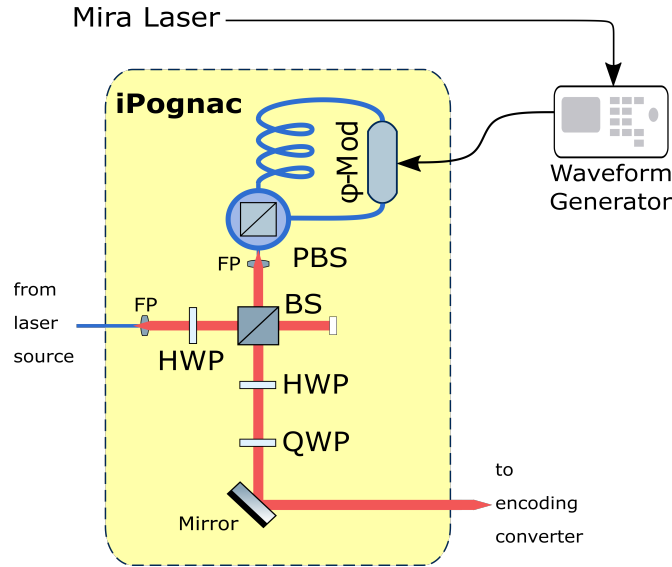 Mira Laser
iPognac
φ-Mod
Waveform
Generator
FP
PBS
from
laser
source
FP
BS
HWP
HWP
QWP
Mirror
to
encoding
converter